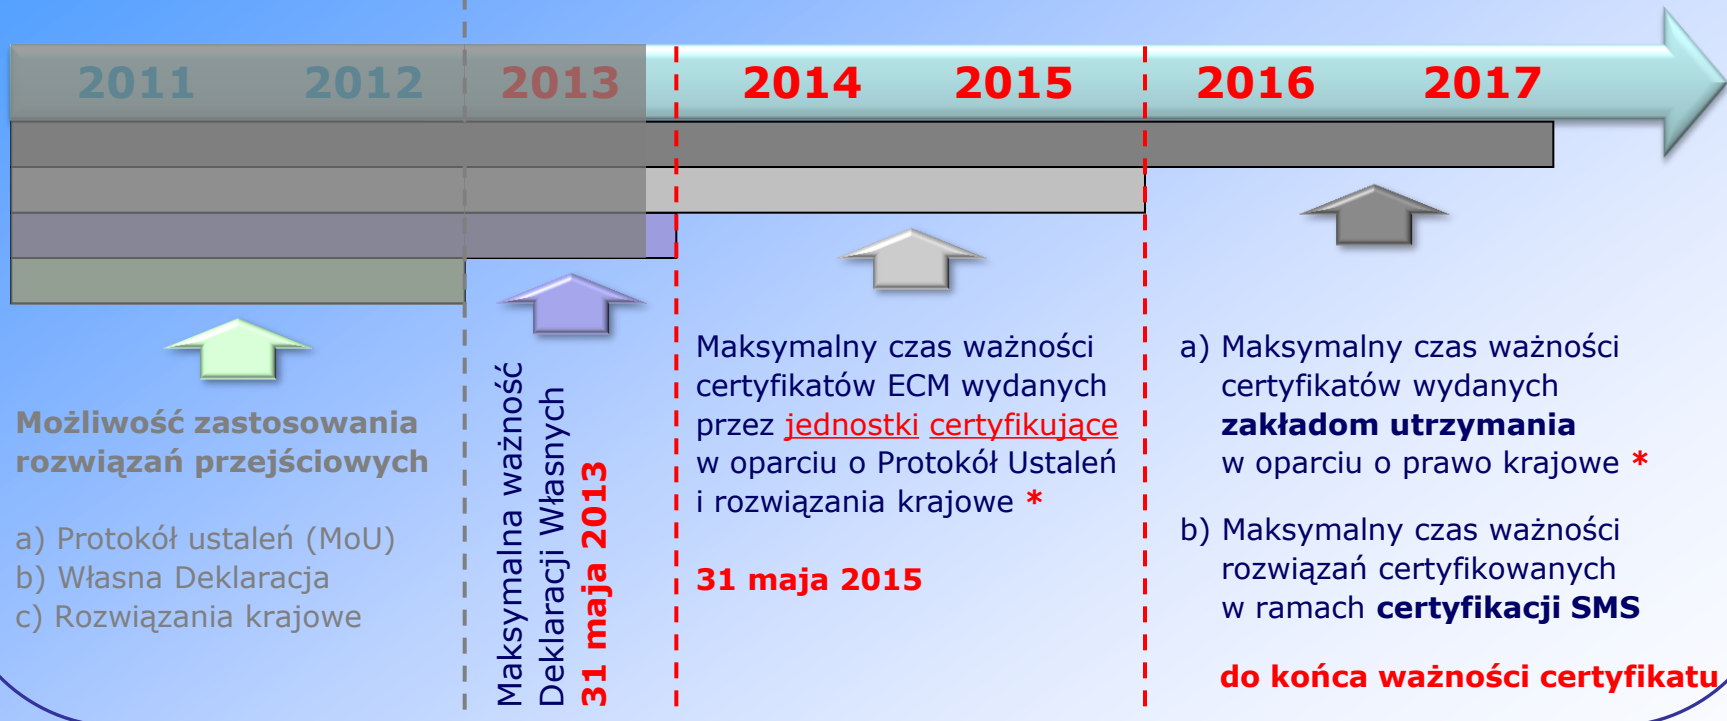 2011 2012 2013 2014 2015 2016 2017
Możliwość zastosowania
rozwiązań przejściowych
a) Protokół ustaleń (MoU)
b) Własna Deklaracja
c) Rozwiązania krajowe
Maksymalna ważność
Deklaracji Własnych
31 maja 2013
Maksymalny czas ważności
certyfikatów ECM wydanych
przez jednostki certyfikujące
w oparciu o Protokół Ustaleń
i rozwiązania krajowe *
31 maja 2015
a) Maksymalny czas ważności
certyfikatów wydanych
zakładom utrzymania
w oparciu o prawo krajowe *
b) Maksymalny czas ważności
rozwiązań certyfikowanych
w ramach certyfikacji SMS
do końca ważności certyfikatu